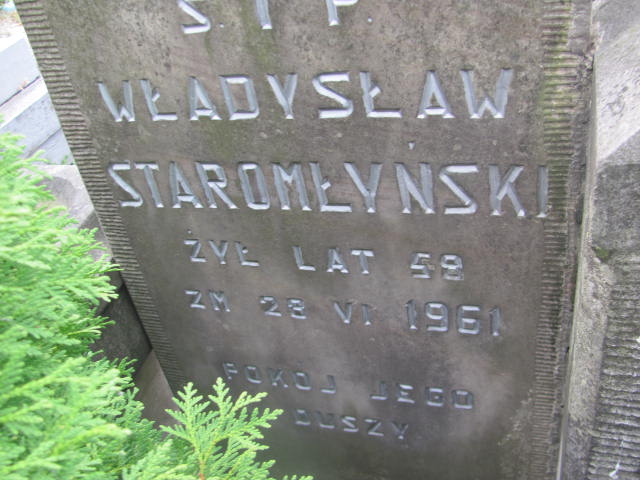 Ś. †P.
WŁADYSŁAW
STAROMŁYŃSKI
ŻYŁ LAT 58
ZM 28 VI 1961
POKÓJ JEGO
DUSZY